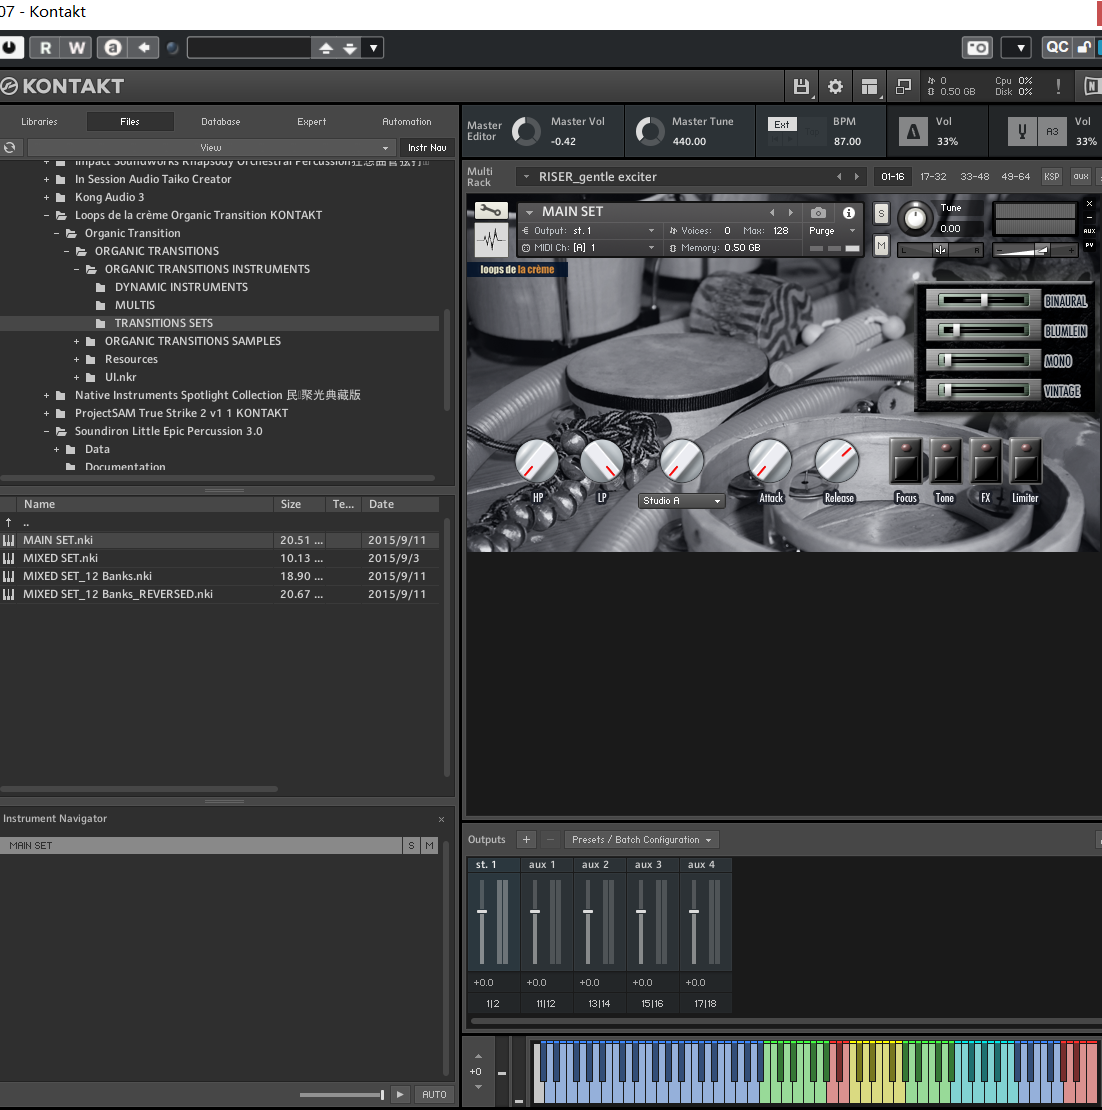 07 - Kontakt
R W a QC
KONTAKT
0
0.50 GB
Cpu 0%
Disk 0%
!
N
Libraries Files Database Expert Automation
View Instr Nav
Impact Soundworks Rhapsody Orchestral Percussion
In Session Audio Taiko Creator
Kong Audio 3
Loops de la crème Organic Transition KONTAKT
Organic Transition
ORGANIC TRANSITIONS
ORGANIC TRANSITIONS INSTRUMENTS
DYNAMIC INSTRUMENTS
MULTIS
TRANSITIONS SETS
ORGANIC TRANSITIONS SAMPLES
Resources
UI.nkr
Native Instruments Spotlight Collection 民聚光典藏版
ProjectSAM True Strike 2 v1 1 KONTAKT
Soundiron Little Epic Percussion 3.0
Data
Documentation
Name Size Te... Date
..
MAIN SET.nki 20.51 ... 2015/9/11
MIXED SET.nki 10.13 ... 2015/9/3
MIXED SET_12 Banks.nki 18.90 ... 2015/9/11
MIXED SET_12 Banks_REVERSED.nki 20.67 ... 2015/9/11
Instrument Navigator
MAIN SET S M
AUTO
Master
Editor
Master Vol
-0.42
Master Tune
440.00
Ext
BPM
87.00
Vol
33%
A3
Vol
33%
Multi
Rack
RISER_gentle exciter
01-16 17-32 33-48 49-64 KSP aux
MAIN SET
Output: st. 1 Voices: 0 Max: 128 Purge
MIDI Ch: [A] 1 Memory: 0.50 GB
S
M
Tune
0.00
L R
AUX
PV
loops de la crème
BINAURAL
BLUMLEIN
MONO
VINTAGE
HP LP Studio A Attack Release Focus Tone FX Limiter
Outputs + − Presets / Batch Configuration
st. 1 aux 1 aux 2 aux 3 aux 4
+0.0 +0.0 +0.0 +0.0 +0.0
1|2 11|12 13|14 15|16 17|18
+0